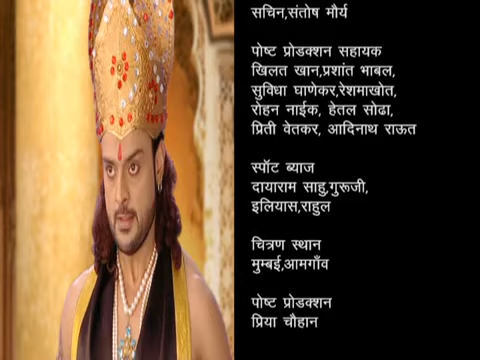 सचिन,संतोष मौर्य
पोष्ट प्रोडक्शन सहायक
खिलत खान,प्रशांत भाबल,
सुविधा घाणेकर,रेशमाखोत,
रोहन नाईक, हेतल सोढा,
प्रिती वेतकर, आदिनाथ राऊत
स्पॉट ब्याज
दायाराम साहु,गुरूजी,
इलियास,राहुल
चित्रण स्थान
मुम्बई,आमगाँव
पोष्ट प्रोडक्शन
प्रिया चौहान